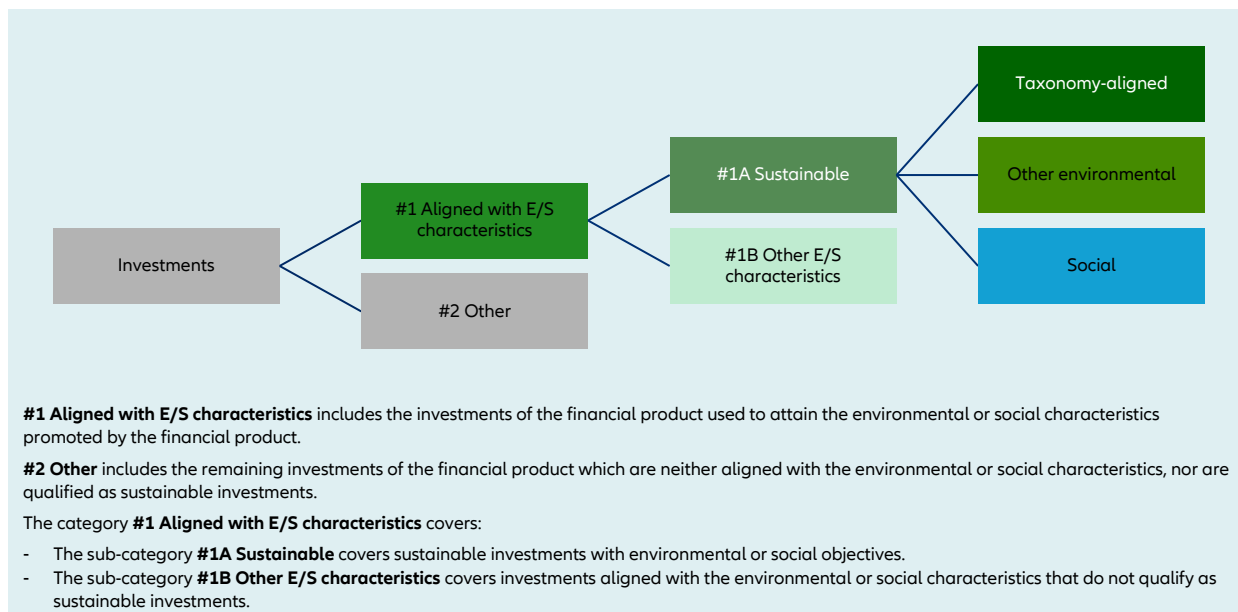 Taxonomy-aligned
#1A Sustainable
Other environmental
#1 Aligned with E/S
characteristics
Investments
#1B Other E/S
characteristics
Social
#2 Other
#1 Aligned with E/S characteristics includes the investments of the financial product used to attain the environmental or social characteristics
promoted by the financial product.
#2 Other includes the remaining investments of the financial product which are neither aligned with the environmental or social characteristics, nor are
qualified as sustainable investments.
The category #1 Aligned with E/S characteristics covers:
- The sub-category #1A Sustainable covers sustainable investments with environmental or social objectives.
- The sub-category #1B Other E/S characteristics covers investments aligned with the environmental or social characteristics that do not qualify as
sustainable investments.